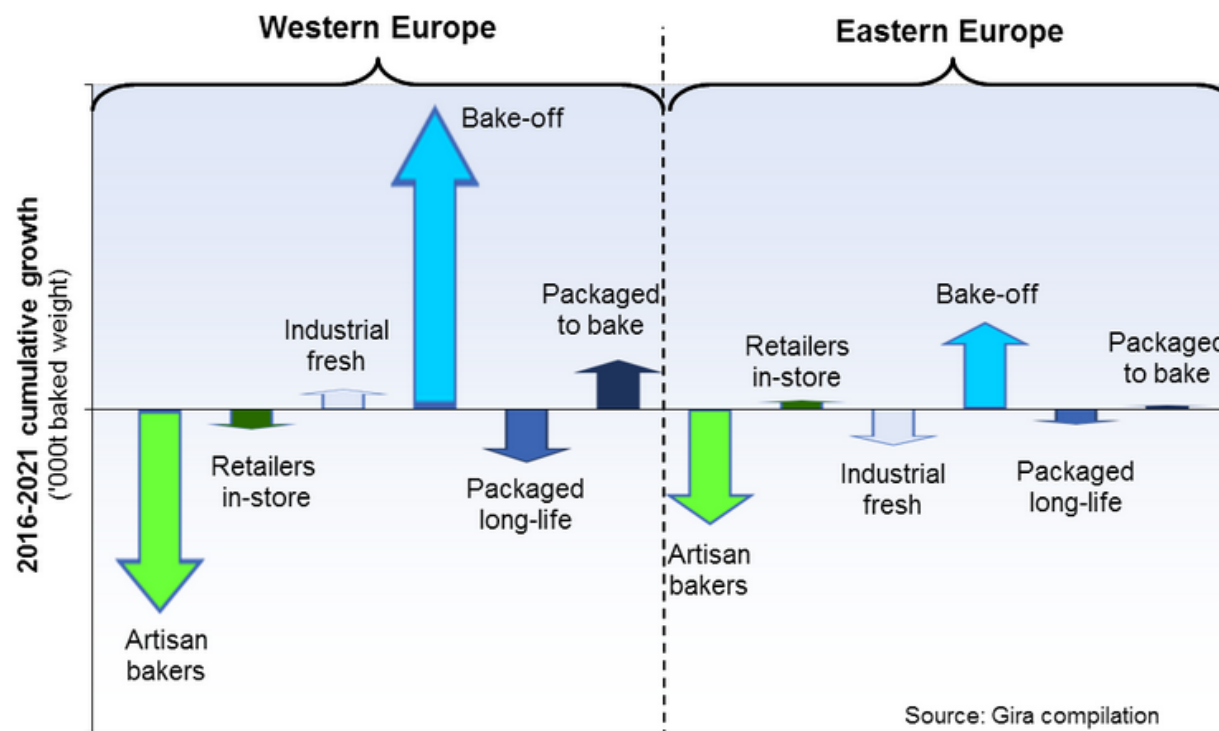 Western Europe
Eastern Europe
2016-2021 cumulative growth
('000t baked weight)
Artisan
bakers
Retailers
in-store
Industrial
fresh
Bake-off
Packaged
long-life
Packaged
to bake
Artisan
bakers
Retailers
in-store
Industrial
fresh
Bake-off
Packaged
long-life
Packaged
to bake
Source: Gira compilation